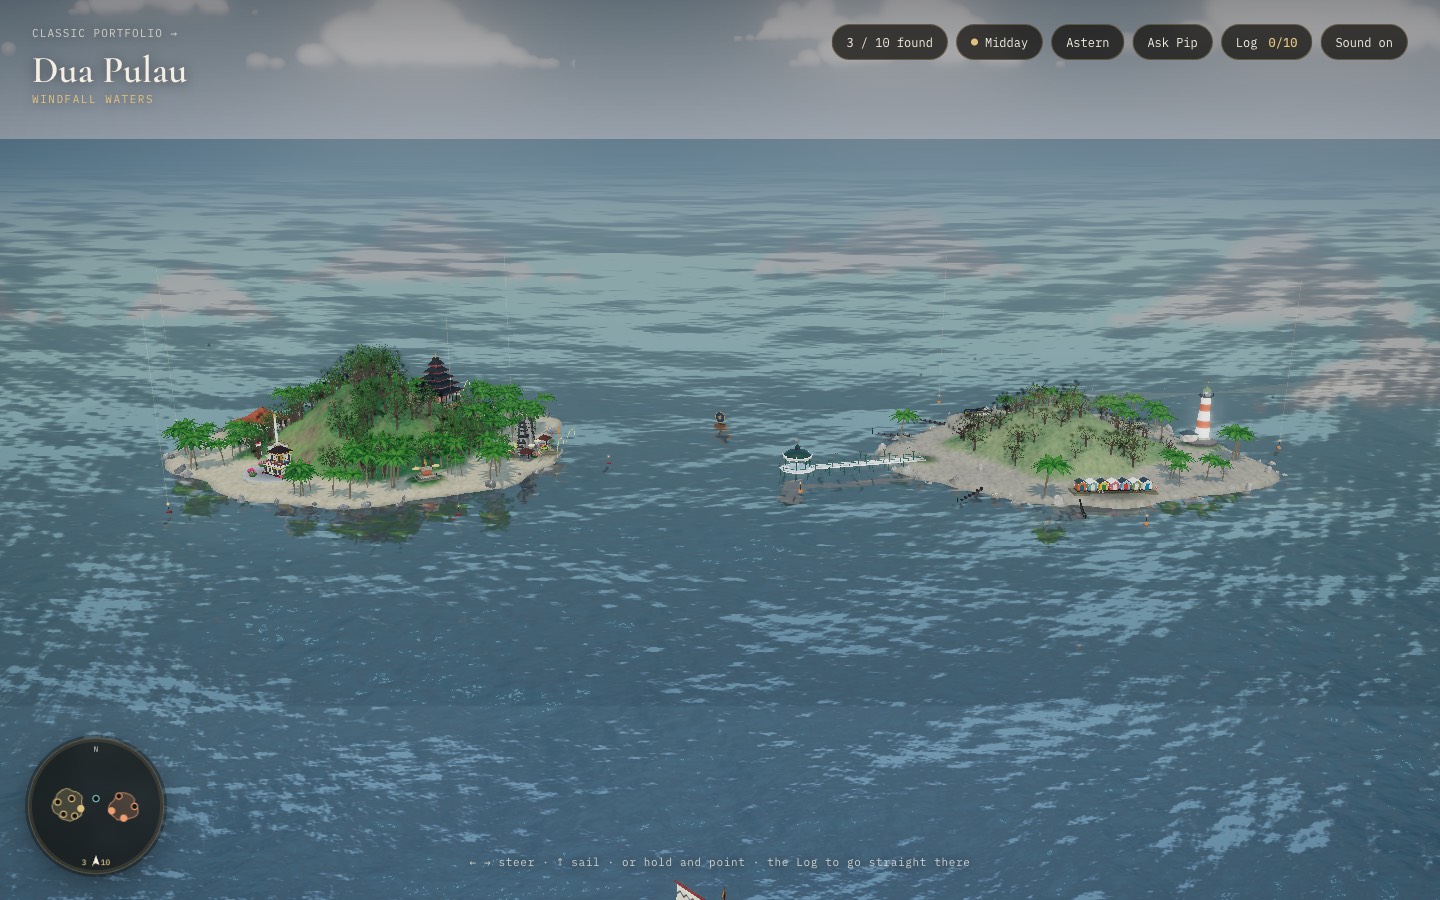 CLASSIC PORTFOLIO →
Dua Pulau
WINDFALL WATERS
3 / 10 found
Midday
Astern
Ask Pip
Log 0/10
Sound on
N
3 10
← → steer · ↑ sail · or hold and point · the Log to go straight there